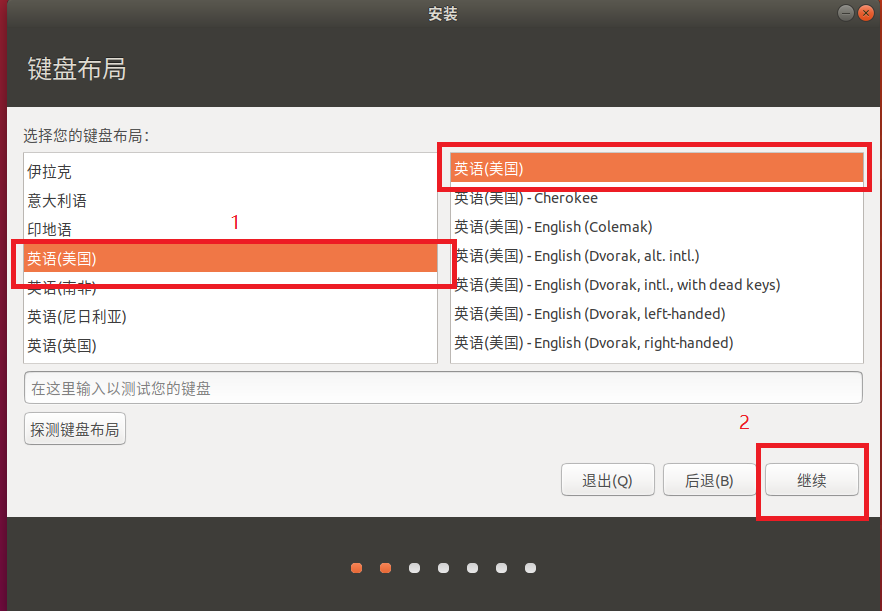 安装
键盘布局
选择您的键盘布局：
伊拉克
意大利语
印地语
1
英语(美国)
英语(南非)
英语(尼日利亚)
英语(英国)
英语(美国)
英语(美国) - Cherokee
英语(美国) - English (Colemak)
英语(美国) - English (Dvorak, alt. intl.)
英语(美国) - English (Dvorak, intl., with dead keys)
英语(美国) - English (Dvorak, left-handed)
英语(美国) - English (Dvorak, right-handed)
在这里输入以测试您的键盘
探测键盘布局
2
退出(Q)
后退(B)
继续